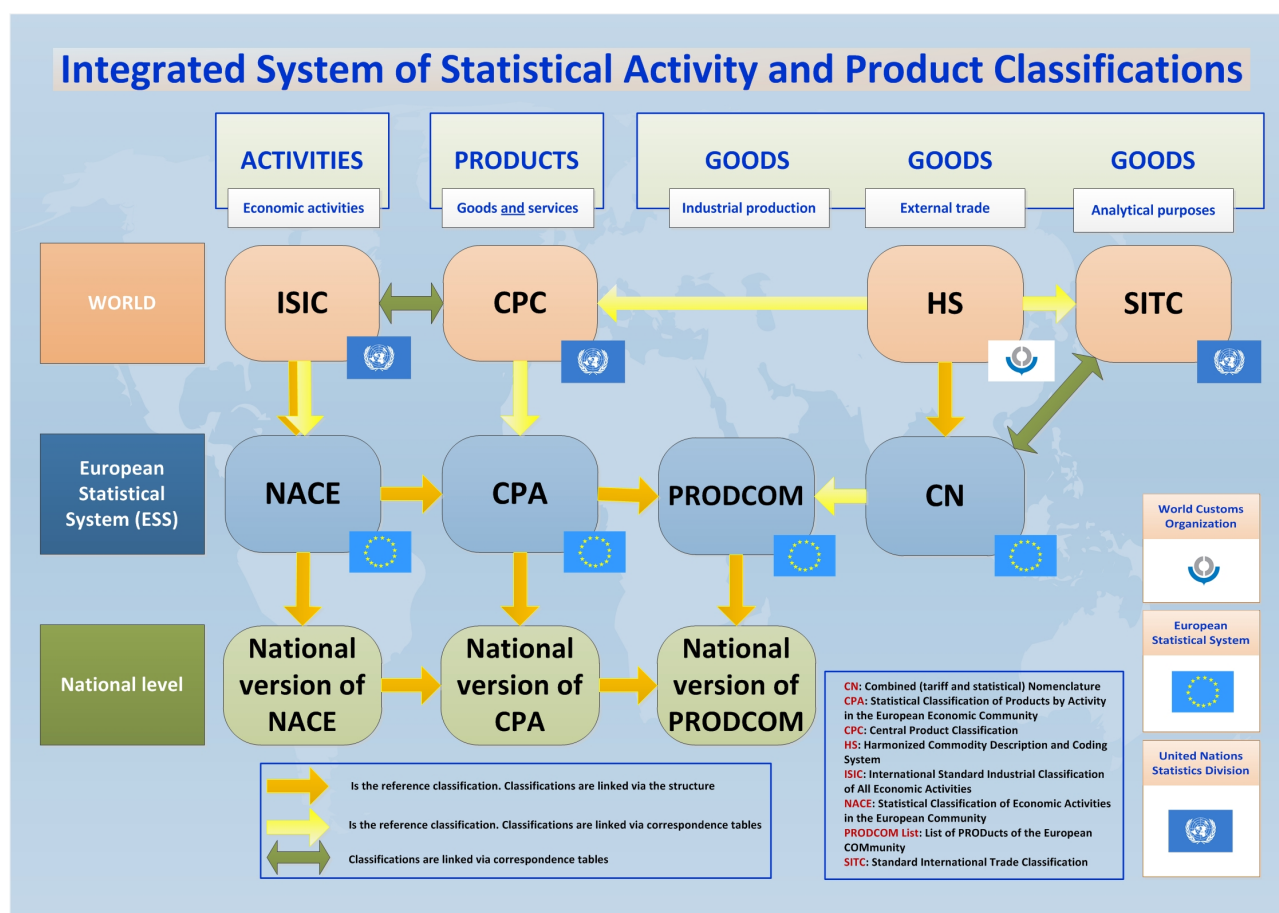 Integrated System of Statistical Activity and Product Classifications
ACTIVITIES
Economic activities
PRODUCTS
Goods and services
GOODS
Industrial production
GOODS
External trade
GOODS
Analytical purposes
WORLD
ISIC
CPC
HS
SITC
European
Statistical
System (ESS)
NACE
CPA
PRODCOM
CN
National level
National
version of
NACE
National
version of
CPA
National
version of
PRODCOM
World Customs
Organization
European
Statistical System
United Nations
Statistics Division
Is the reference classification. Classifications are linked via the structure
Is the reference classification. Classifications are linked via correspondence tables
Classifications are linked via correspondence tables
CN: Combined (tariff and statistical) Nomenclature
CPA: Statistical Classification of Products by Activity
in the European Economic Community
CPC: Central Product Classification
HS: Harmonized Commodity Description and Coding
System
ISIC: International Standard Industrial Classification
of All Economic Activities
NACE: Statistical Classification of Economic Activities
in the European Community
PRODCOM List: List of PRODucts of the European
COMmunity
SITC: Standard International Trade Classification